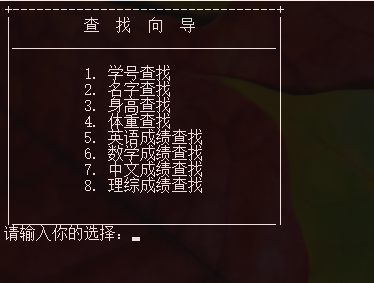 查 找 向 导
1. 学号查找
2. 名字查找
3. 身高查找
4. 体重查找
5. 英语成绩查找
6. 数学成绩查找
7. 中文成绩查找
8. 理综成绩查找
请输入你的选择：